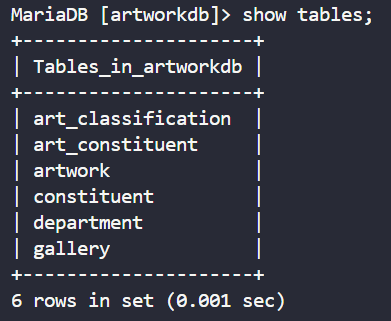 MariaDB [artworkdb]> show tables;
+---------------------+
| Tables_in_artworkdb |
+---------------------+
| art_classification  |
| art_constituent     |
| artwork             |
| constituent         |
| department          |
| gallery             |
+---------------------+
6 rows in set (0.001 sec)